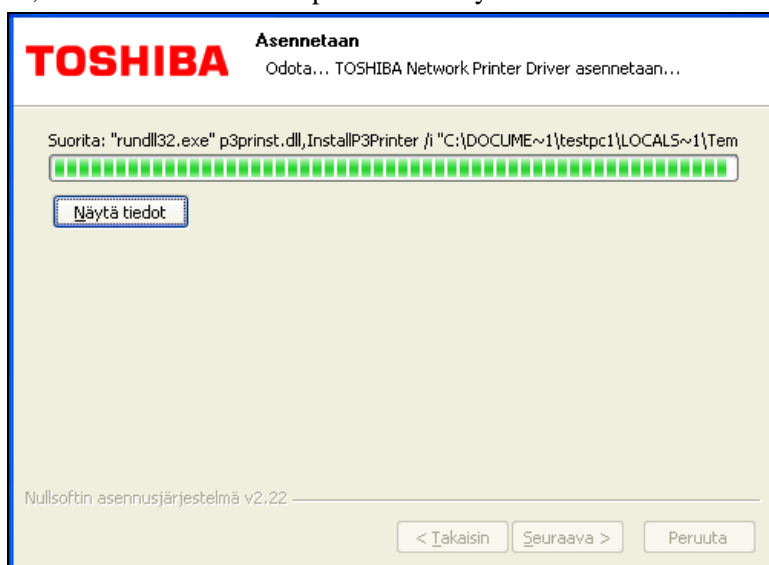 TOSHIBA
Asennetaan
Odota... TOSHIBA Network Printer Driver asennetaan...
Suorita: "rundll32.exe" p3prinst.dll,InstallP3Printer /i "C:\DOCUME~1\testpc1\LOCALS~1\Tem
Näytä tiedot
Nullsoftin asennusjärjestelmä v2.22
< Takaisin Seuraava > Peruuta